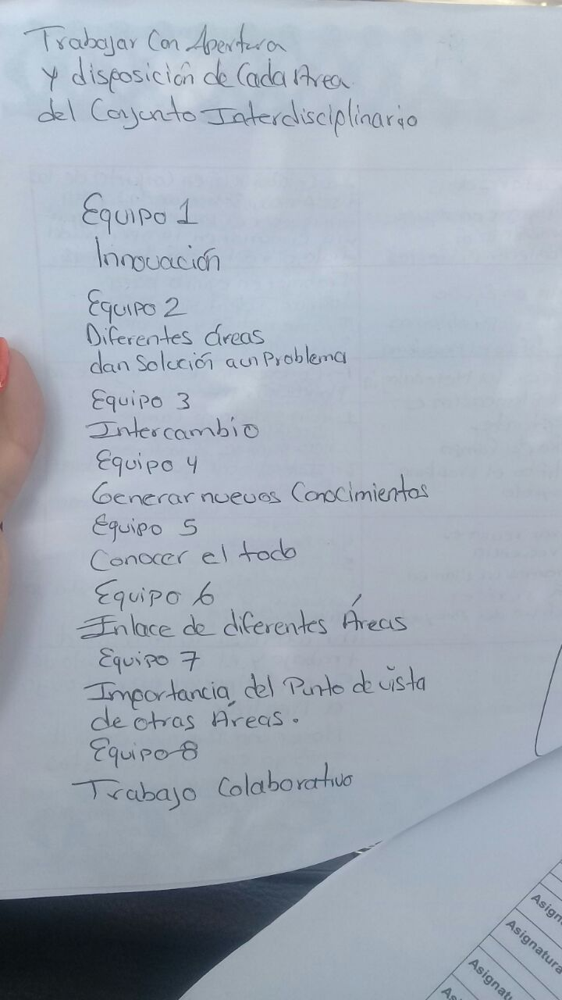 Trabajar Con Apertura
y disposición de Cada Area
del Conjunto Interdisciplinario
Equipo 1
Innovación
Equipo 2
Diferentes áreas
dan Solución a un Problema
Equipo 3
Intercambio
Equipo 4
Generar nuevos Conocimientos
Equipo 5
Conocer el todo
Equipo 6
Enlace de diferentes Áreas
Equipo 7
Importancia del Punto de vista
de otras Áreas.
Equipo 8
Trabajo Colaborativo
Asign
Asignatura
Asignat
As